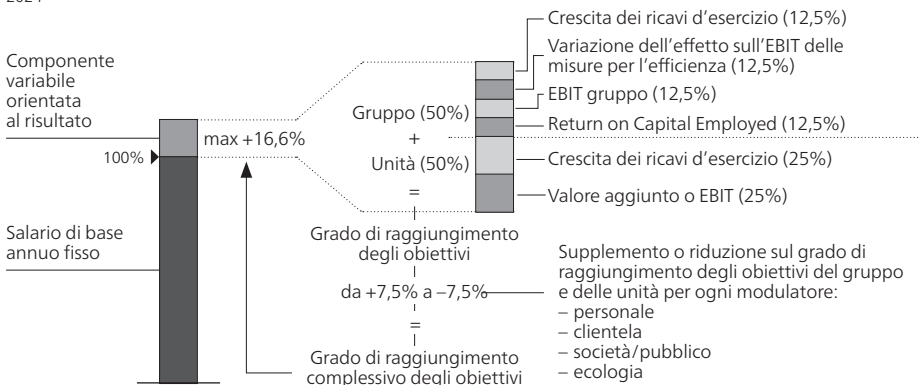 Componente
variabile
orientata
al risultato
100%
Salario di base
annuo fisso
max +16,6%
Gruppo (50%)
+
Unità (50%)
=
Grado di raggiungimento
degli obiettivi
da +7,5% a –7,5%
=
Grado di raggiungimento
complessivo degli obiettivi
Crescita dei ricavi d’esercizio (12,5%)
Variazione dell’effetto sull’EBIT delle
misure per l’efficienza (12,5%)
EBIT gruppo (12,5%)
Return on Capital Employed (12,5%)
Crescita dei ricavi d’esercizio (25%)
Valore aggiunto o EBIT (25%)
Supplemento o riduzione sul grado di
raggiungimento degli obiettivi del gruppo
e delle unità per ogni modulatore:
– personale
– clientela
– società/pubblico
– ecologia